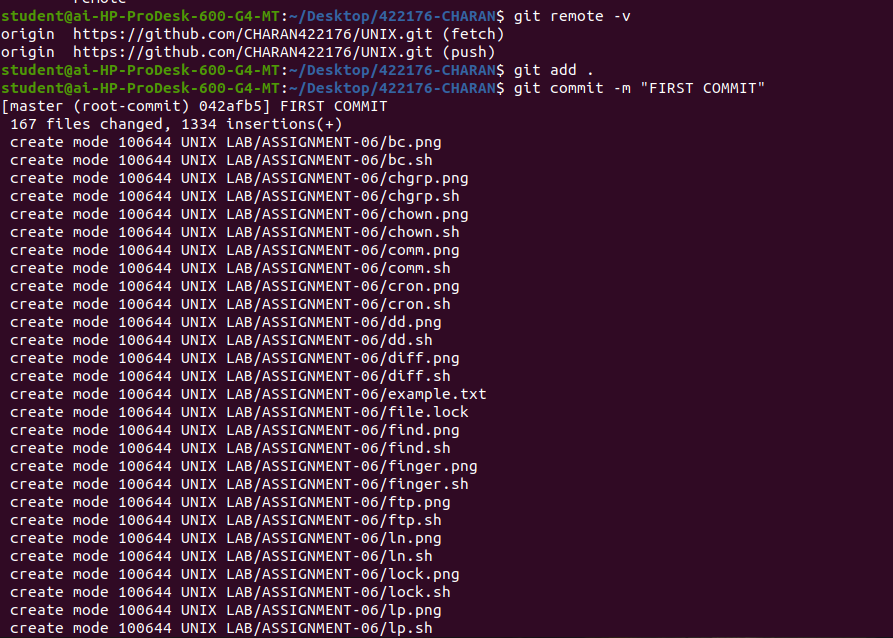 remote
student@ai-HP-ProDesk-600-G4-MT:~/Desktop/422176-CHARAN$ git remote -v
origin  https://github.com/CHARAN422176/UNIX.git (fetch)
origin  https://github.com/CHARAN422176/UNIX.git (push)
student@ai-HP-ProDesk-600-G4-MT:~/Desktop/422176-CHARAN$ git add .
student@ai-HP-ProDesk-600-G4-MT:~/Desktop/422176-CHARAN$ git commit -m "FIRST COMMIT"
[master (root-commit) 042afb5] FIRST COMMIT
 167 files changed, 1334 insertions(+)
 create mode 100644 UNIX LAB/ASSIGNMENT-06/bc.png
 create mode 100644 UNIX LAB/ASSIGNMENT-06/bc.sh
 create mode 100644 UNIX LAB/ASSIGNMENT-06/chgrp.png
 create mode 100644 UNIX LAB/ASSIGNMENT-06/chgrp.sh
 create mode 100644 UNIX LAB/ASSIGNMENT-06/chown.png
 create mode 100644 UNIX LAB/ASSIGNMENT-06/chown.sh
 create mode 100644 UNIX LAB/ASSIGNMENT-06/comm.png
 create mode 100644 UNIX LAB/ASSIGNMENT-06/comm.sh
 create mode 100644 UNIX LAB/ASSIGNMENT-06/cron.png
 create mode 100644 UNIX LAB/ASSIGNMENT-06/cron.sh
 create mode 100644 UNIX LAB/ASSIGNMENT-06/dd.png
 create mode 100644 UNIX LAB/ASSIGNMENT-06/dd.sh
 create mode 100644 UNIX LAB/ASSIGNMENT-06/diff.png
 create mode 100644 UNIX LAB/ASSIGNMENT-06/diff.sh
 create mode 100644 UNIX LAB/ASSIGNMENT-06/example.txt
 create mode 100644 UNIX LAB/ASSIGNMENT-06/file.lock
 create mode 100644 UNIX LAB/ASSIGNMENT-06/find.png
 create mode 100644 UNIX LAB/ASSIGNMENT-06/find.sh
 create mode 100644 UNIX LAB/ASSIGNMENT-06/finger.png
 create mode 100644 UNIX LAB/ASSIGNMENT-06/finger.sh
 create mode 100644 UNIX LAB/ASSIGNMENT-06/ftp.png
 create mode 100644 UNIX LAB/ASSIGNMENT-06/ftp.sh
 create mode 100644 UNIX LAB/ASSIGNMENT-06/ln.png
 create mode 100644 UNIX LAB/ASSIGNMENT-06/ln.sh
 create mode 100644 UNIX LAB/ASSIGNMENT-06/lock.png
 create mode 100644 UNIX LAB/ASSIGNMENT-06/lock.sh
 create mode 100644 UNIX LAB/ASSIGNMENT-06/lp.png
 create mode 100644 UNIX LAB/ASSIGNMENT-06/lp.sh